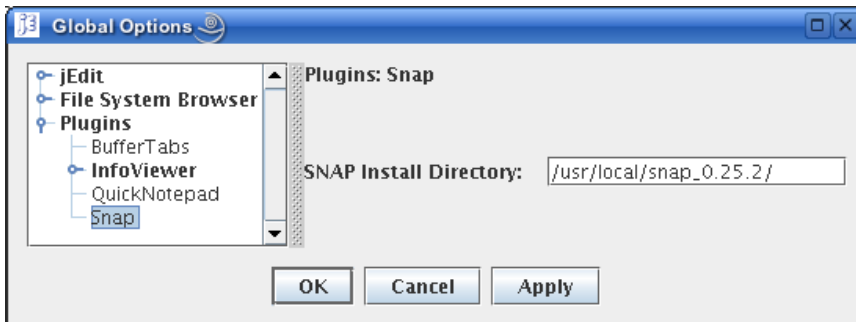 Global Options
jEdit
File System Browser
Plugins
BufferTabs
InfoViewer
QuickNotepad
Snap
Plugins: Snap
SNAP Install Directory: /usr/local/snap_0.25.2/
OK Cancel Apply